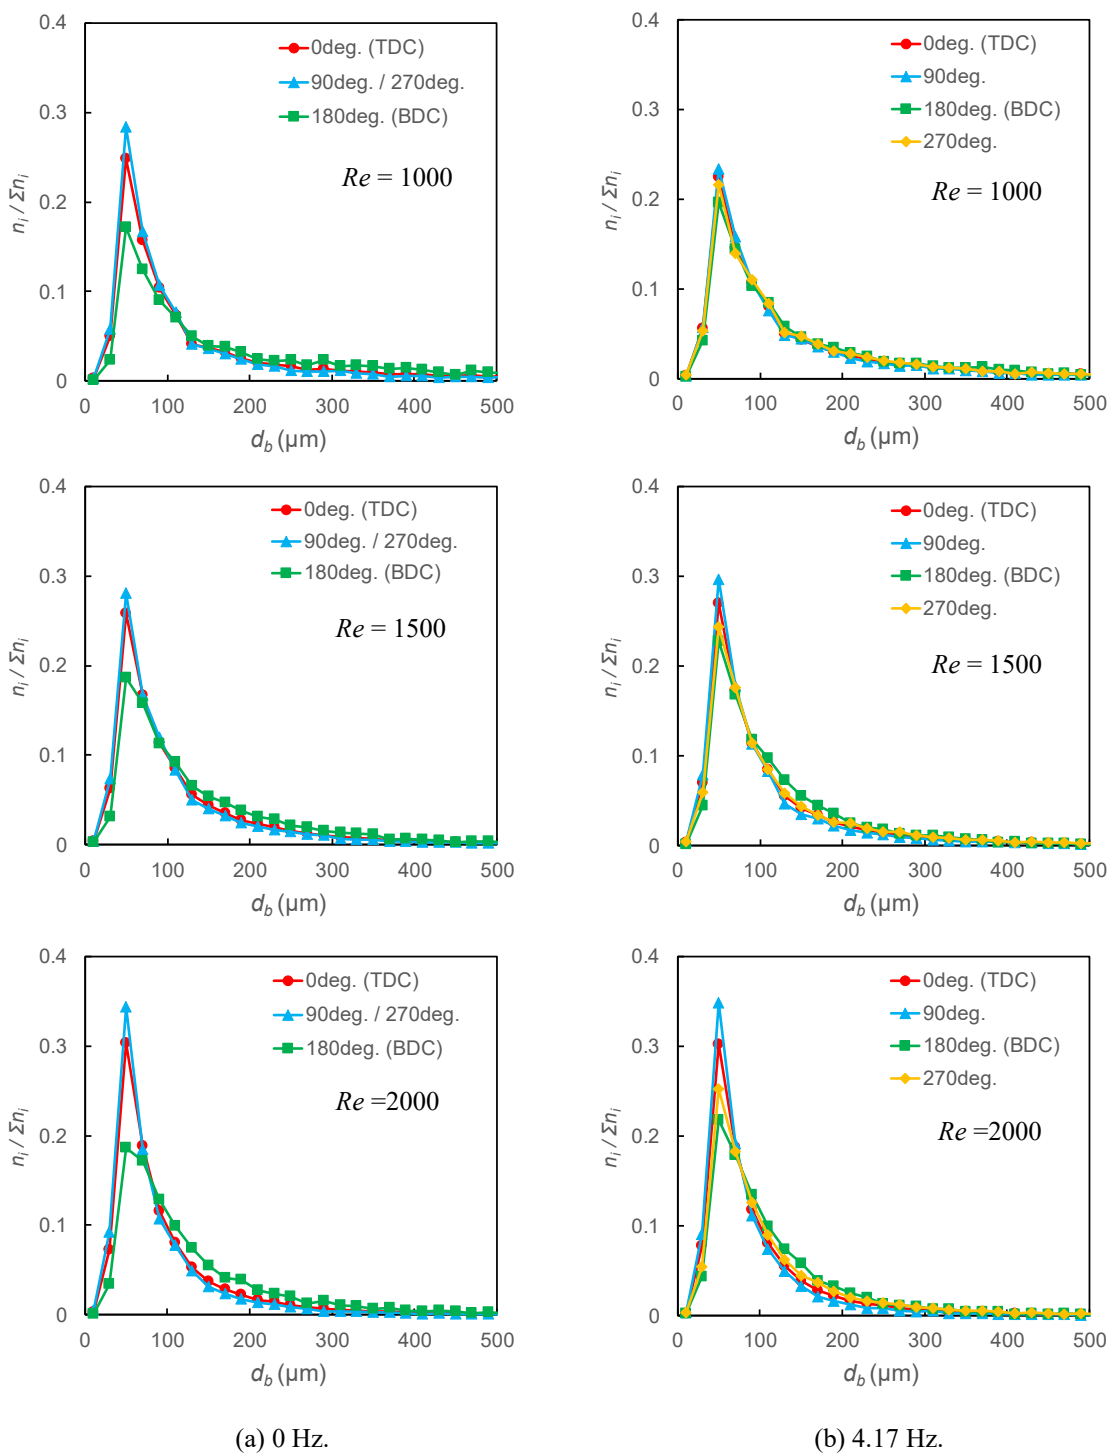 0.4
0.3
0.2
0.1
0
n_i / Σn_i
0deg. (TDC)
90deg. / 270deg.
180deg. (BDC)
Re = 1000
0 100 200 300 400 500
d_b (μm)
0.4
0.3
0.2
0.1
0
n_i / Σn_i
0deg. (TDC)
90deg.
180deg. (BDC)
270deg.
Re = 1000
0 100 200 300 400 500
d_b (μm)
0.4
0.3
0.2
0.1
0
n_i / Σn_i
0deg. (TDC)
90deg. / 270deg.
180deg. (BDC)
Re = 1500
0 100 200 300 400 500
d_b (μm)
0.4
0.3
0.2
0.1
0
n_i / Σn_i
0deg. (TDC)
90deg.
180deg. (BDC)
270deg.
Re = 1500
0 100 200 300 400 500
d_b (μm)
0.4
0.3
0.2
0.1
0
n_i / Σn_i
0deg. (TDC)
90deg. / 270deg.
180deg. (BDC)
Re =2000
0 100 200 300 400 500
d_b (μm)
0.4
0.3
0.2
0.1
0
n_i / Σn_i
0deg. (TDC)
90deg.
180deg. (BDC)
270deg.
Re =2000
0 100 200 300 400 500
d_b (μm)
(a) 0 Hz.
(b) 4.17 Hz.